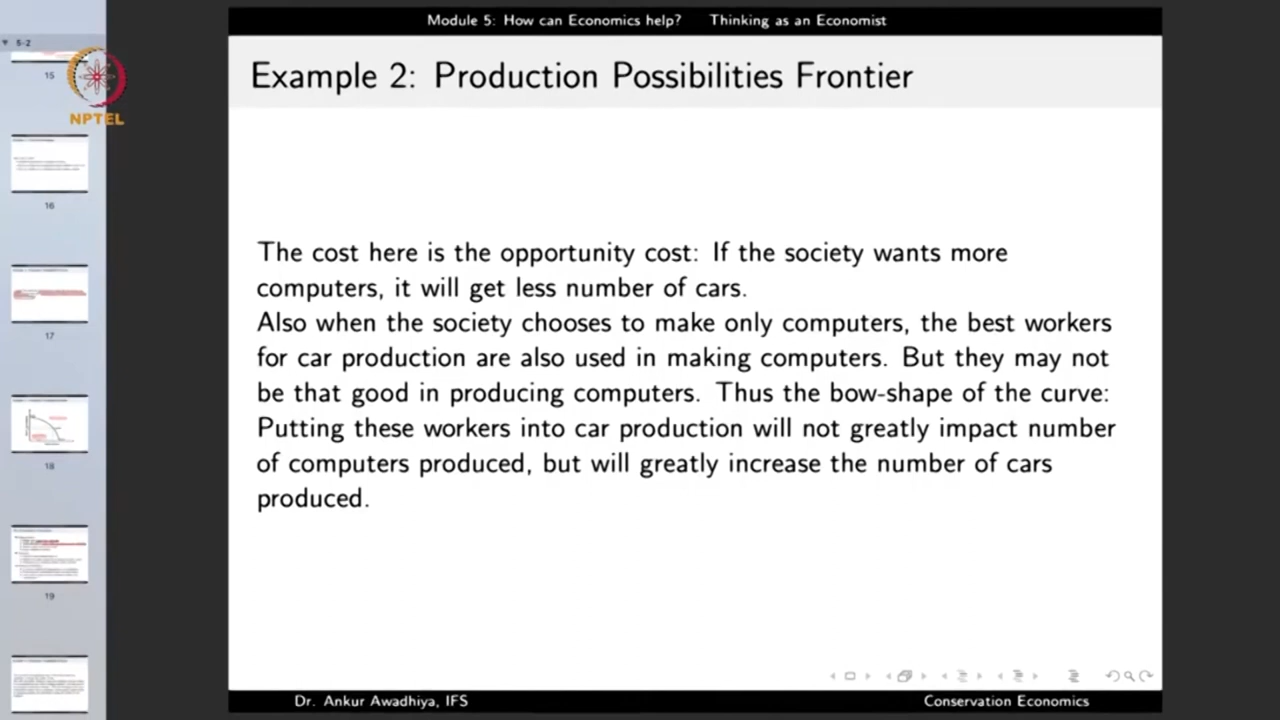 Module 5: How can Economics help? Thinking as an Economist
5-2
15
NPTEL
16
17
18
19
Example 2: Production Possibilities Frontier
The cost here is the opportunity cost: If the society wants more
computers, it will get less number of cars.
Also when the society chooses to make only computers, the best workers
for car production are also used in making computers. But they may not
be that good in producing computers. Thus the bow-shape of the curve:
Putting these workers into car production will not greatly impact number
of computers produced, but will greatly increase the number of cars
produced.
Dr. Ankur Awadhiya, IFS Conservation Economics